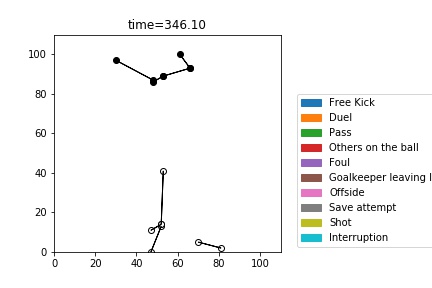 time=346.10
100
80
60
40
20
0
0 20 40 60 80 100
Free Kick
Duel
Pass
Others on the ball
Foul
Goalkeeper leaving l
Offside
Save attempt
Shot
Interruption